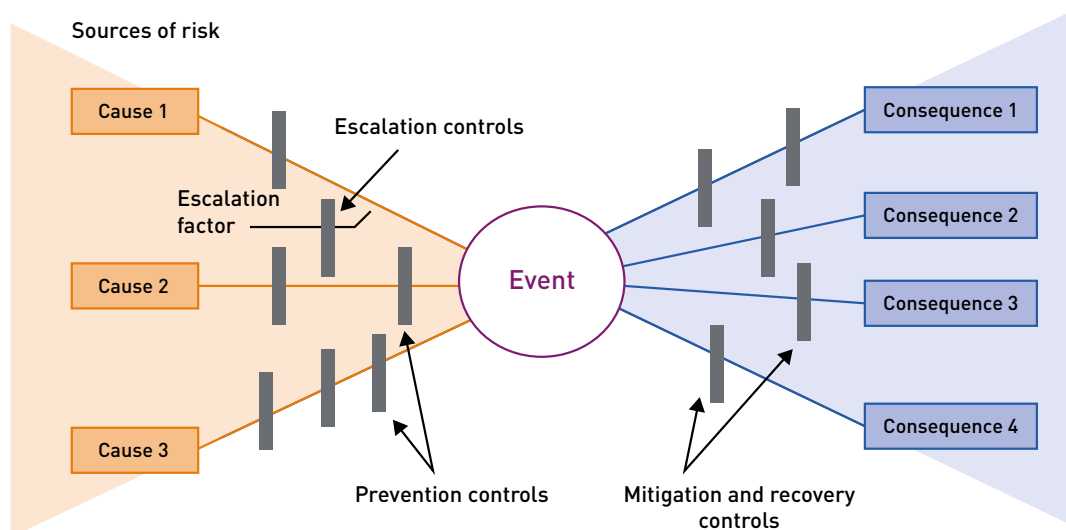 Sources of risk
Cause 1
Escalation controls
Escalation
factor
Cause 2
Cause 3
Prevention controls
Event
Consequence 1
Consequence 2
Consequence 3
Consequence 4
Mitigation and recovery
controls